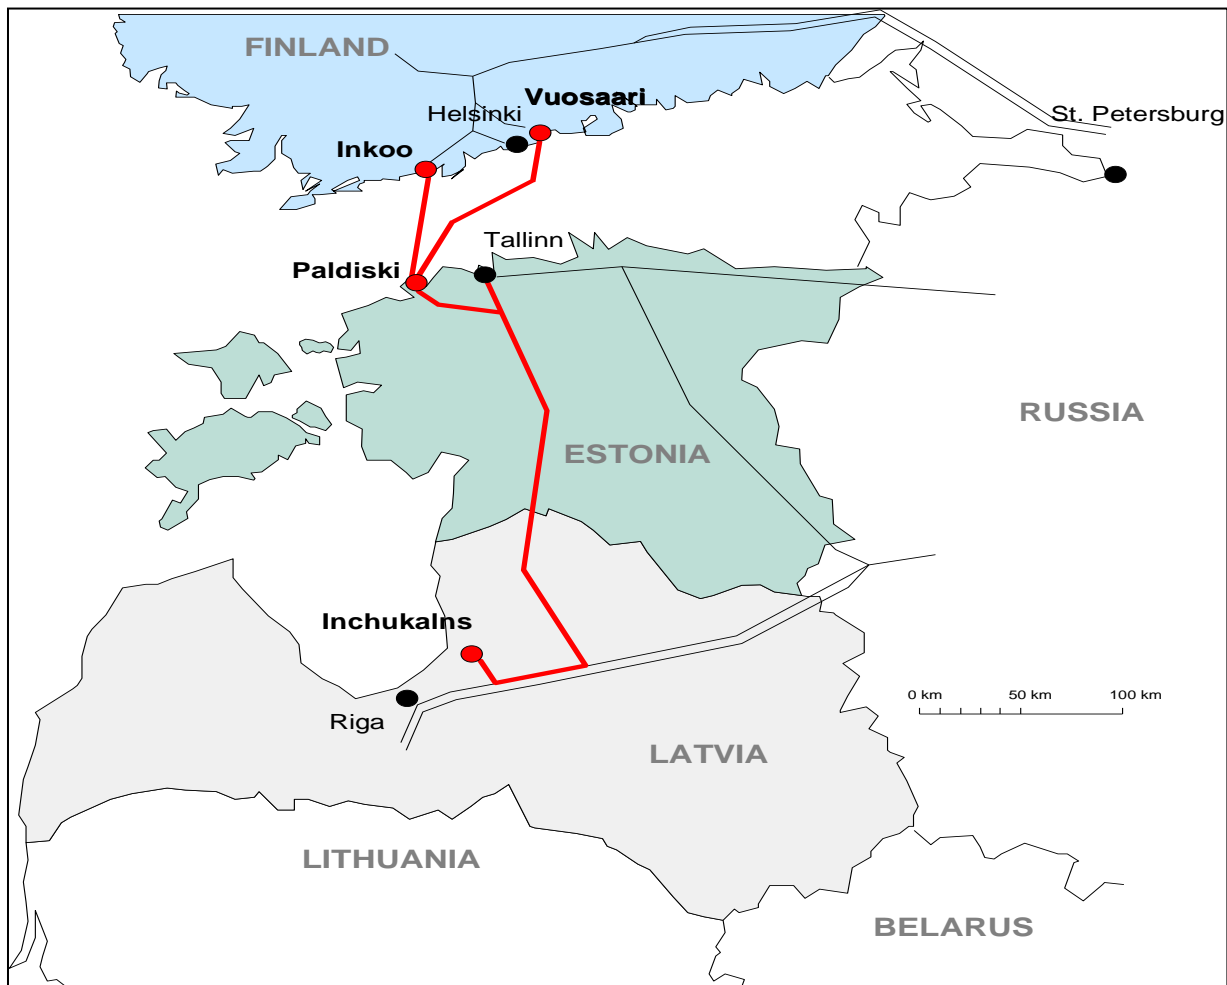 FINLAND
Vuosaari
Helsinki
St. Petersburg
Inkoo
Tallinn
Paldiski
RUSSIA
ESTONIA
Inchukalns
0 km 50 km 100 km
Riga
LATVIA
LITHUANIA
BELARUS